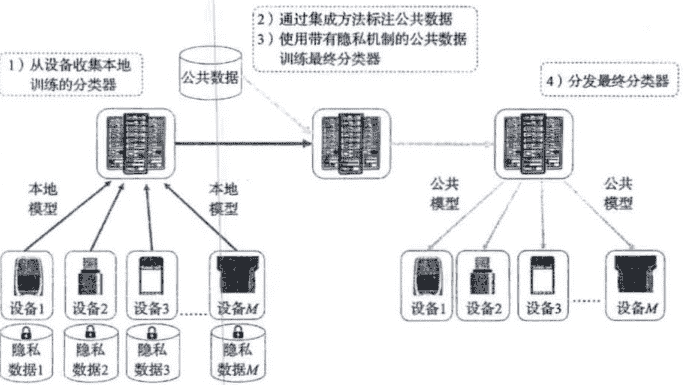 2）通过集成方法标注公共数据
3）使用带有隐私机制的公共数据
训练最终分类器
1）从设备收集本地
训练的分类器
公共数据
4）分发最终分类器
本地
模型
本地
模型
公共
模型
公共
模型
设备1
设备2
设备3
......
设备M
设备1
设备2
设备3
......
设备M
隐私
数据1
隐私
数据2
隐私
数据3
隐私
数据M